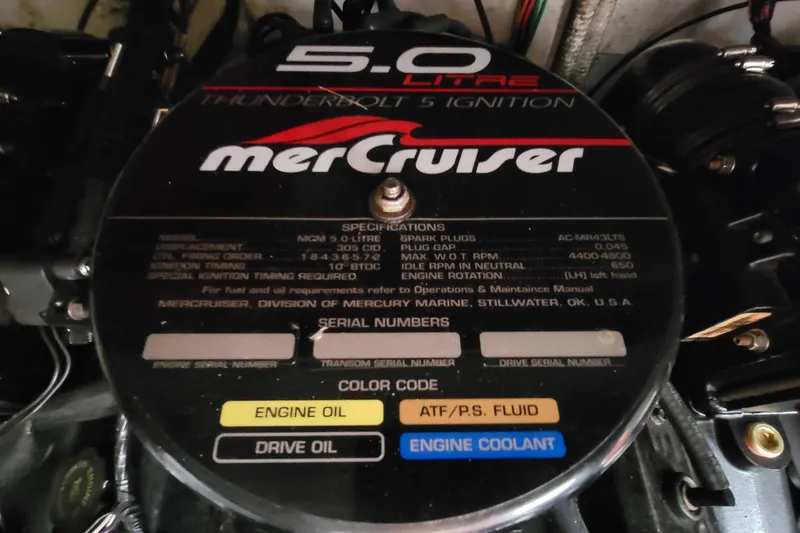 5.0
LITRE
THUNDERBOLT 5 IGNITION
merCruiser
SPECIFICATIONS
MODEL MCM 5.0 LITRE SPARK PLUGS AC-MR43LTS
DISPLACEMENT 305 CID PLUG GAP 0.045
CYL. FIRING ORDER 1-8-4-3-6-5-7-2 MAX. W.O.T. RPM 4400-4800
IGNITION TIMING 10° BTDC IDLE RPM IN NEUTRAL 650
SPECIAL IGNITION TIMING REQUIRED ENGINE ROTATION [LH] left hand
For fuel and oil requirements refer to Operations & Maintaince Manual
MERCRUISER, DIVISION OF MERCURY MARINE, STILLWATER, OK, U.S.A.
SERIAL NUMBERS
ENGINE SERIAL NUMBER TRANSOM SERIAL NUMBER DRIVE SERIAL NUMBER
COLOR CODE
ENGINE OIL ATF/P.S. FLUID
DRIVE OIL ENGINE COOLANT